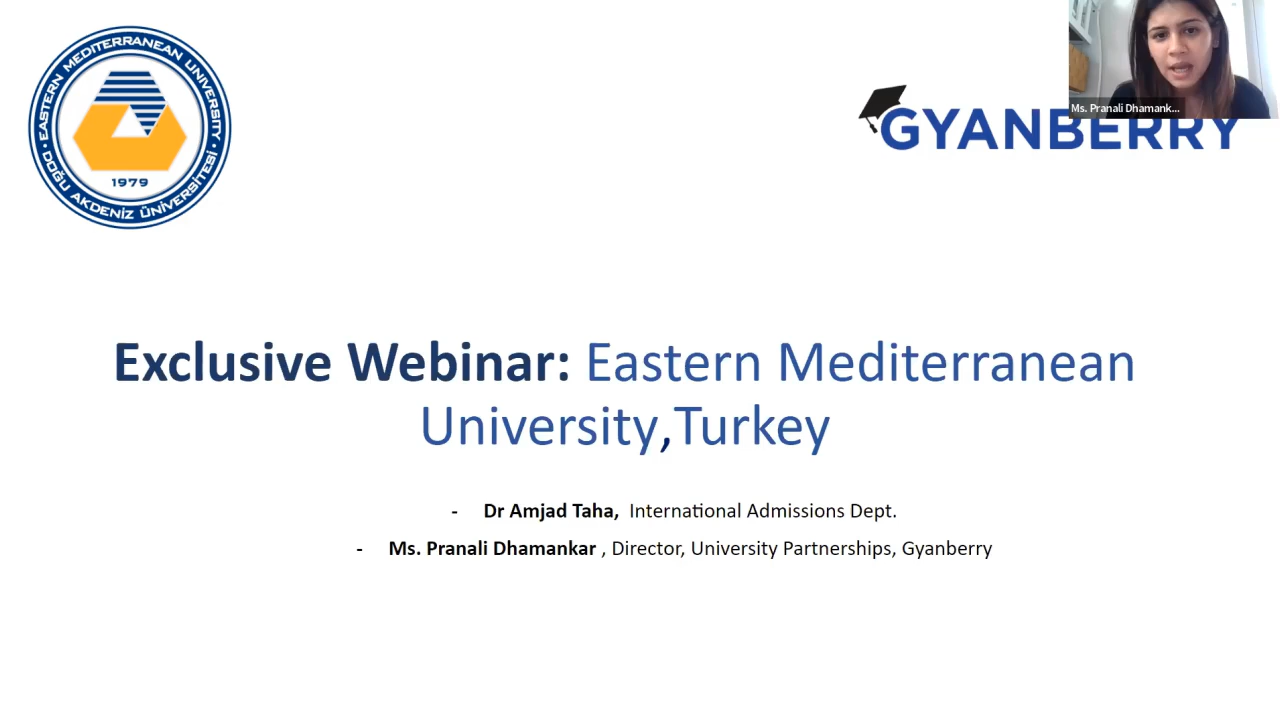 EASTERN MEDITERRANEAN UNIVERSITY
1979
• DOĞU AKDENİZ ÜNİVERSİTESİ •
GYANBERRY
Ms. Pranali Dhamank...
Exclusive Webinar: Eastern Mediterranean
University,Turkey
- Dr Amjad Taha, International Admissions Dept.
- Ms. Pranali Dhamankar , Director, University Partnerships, Gyanberry